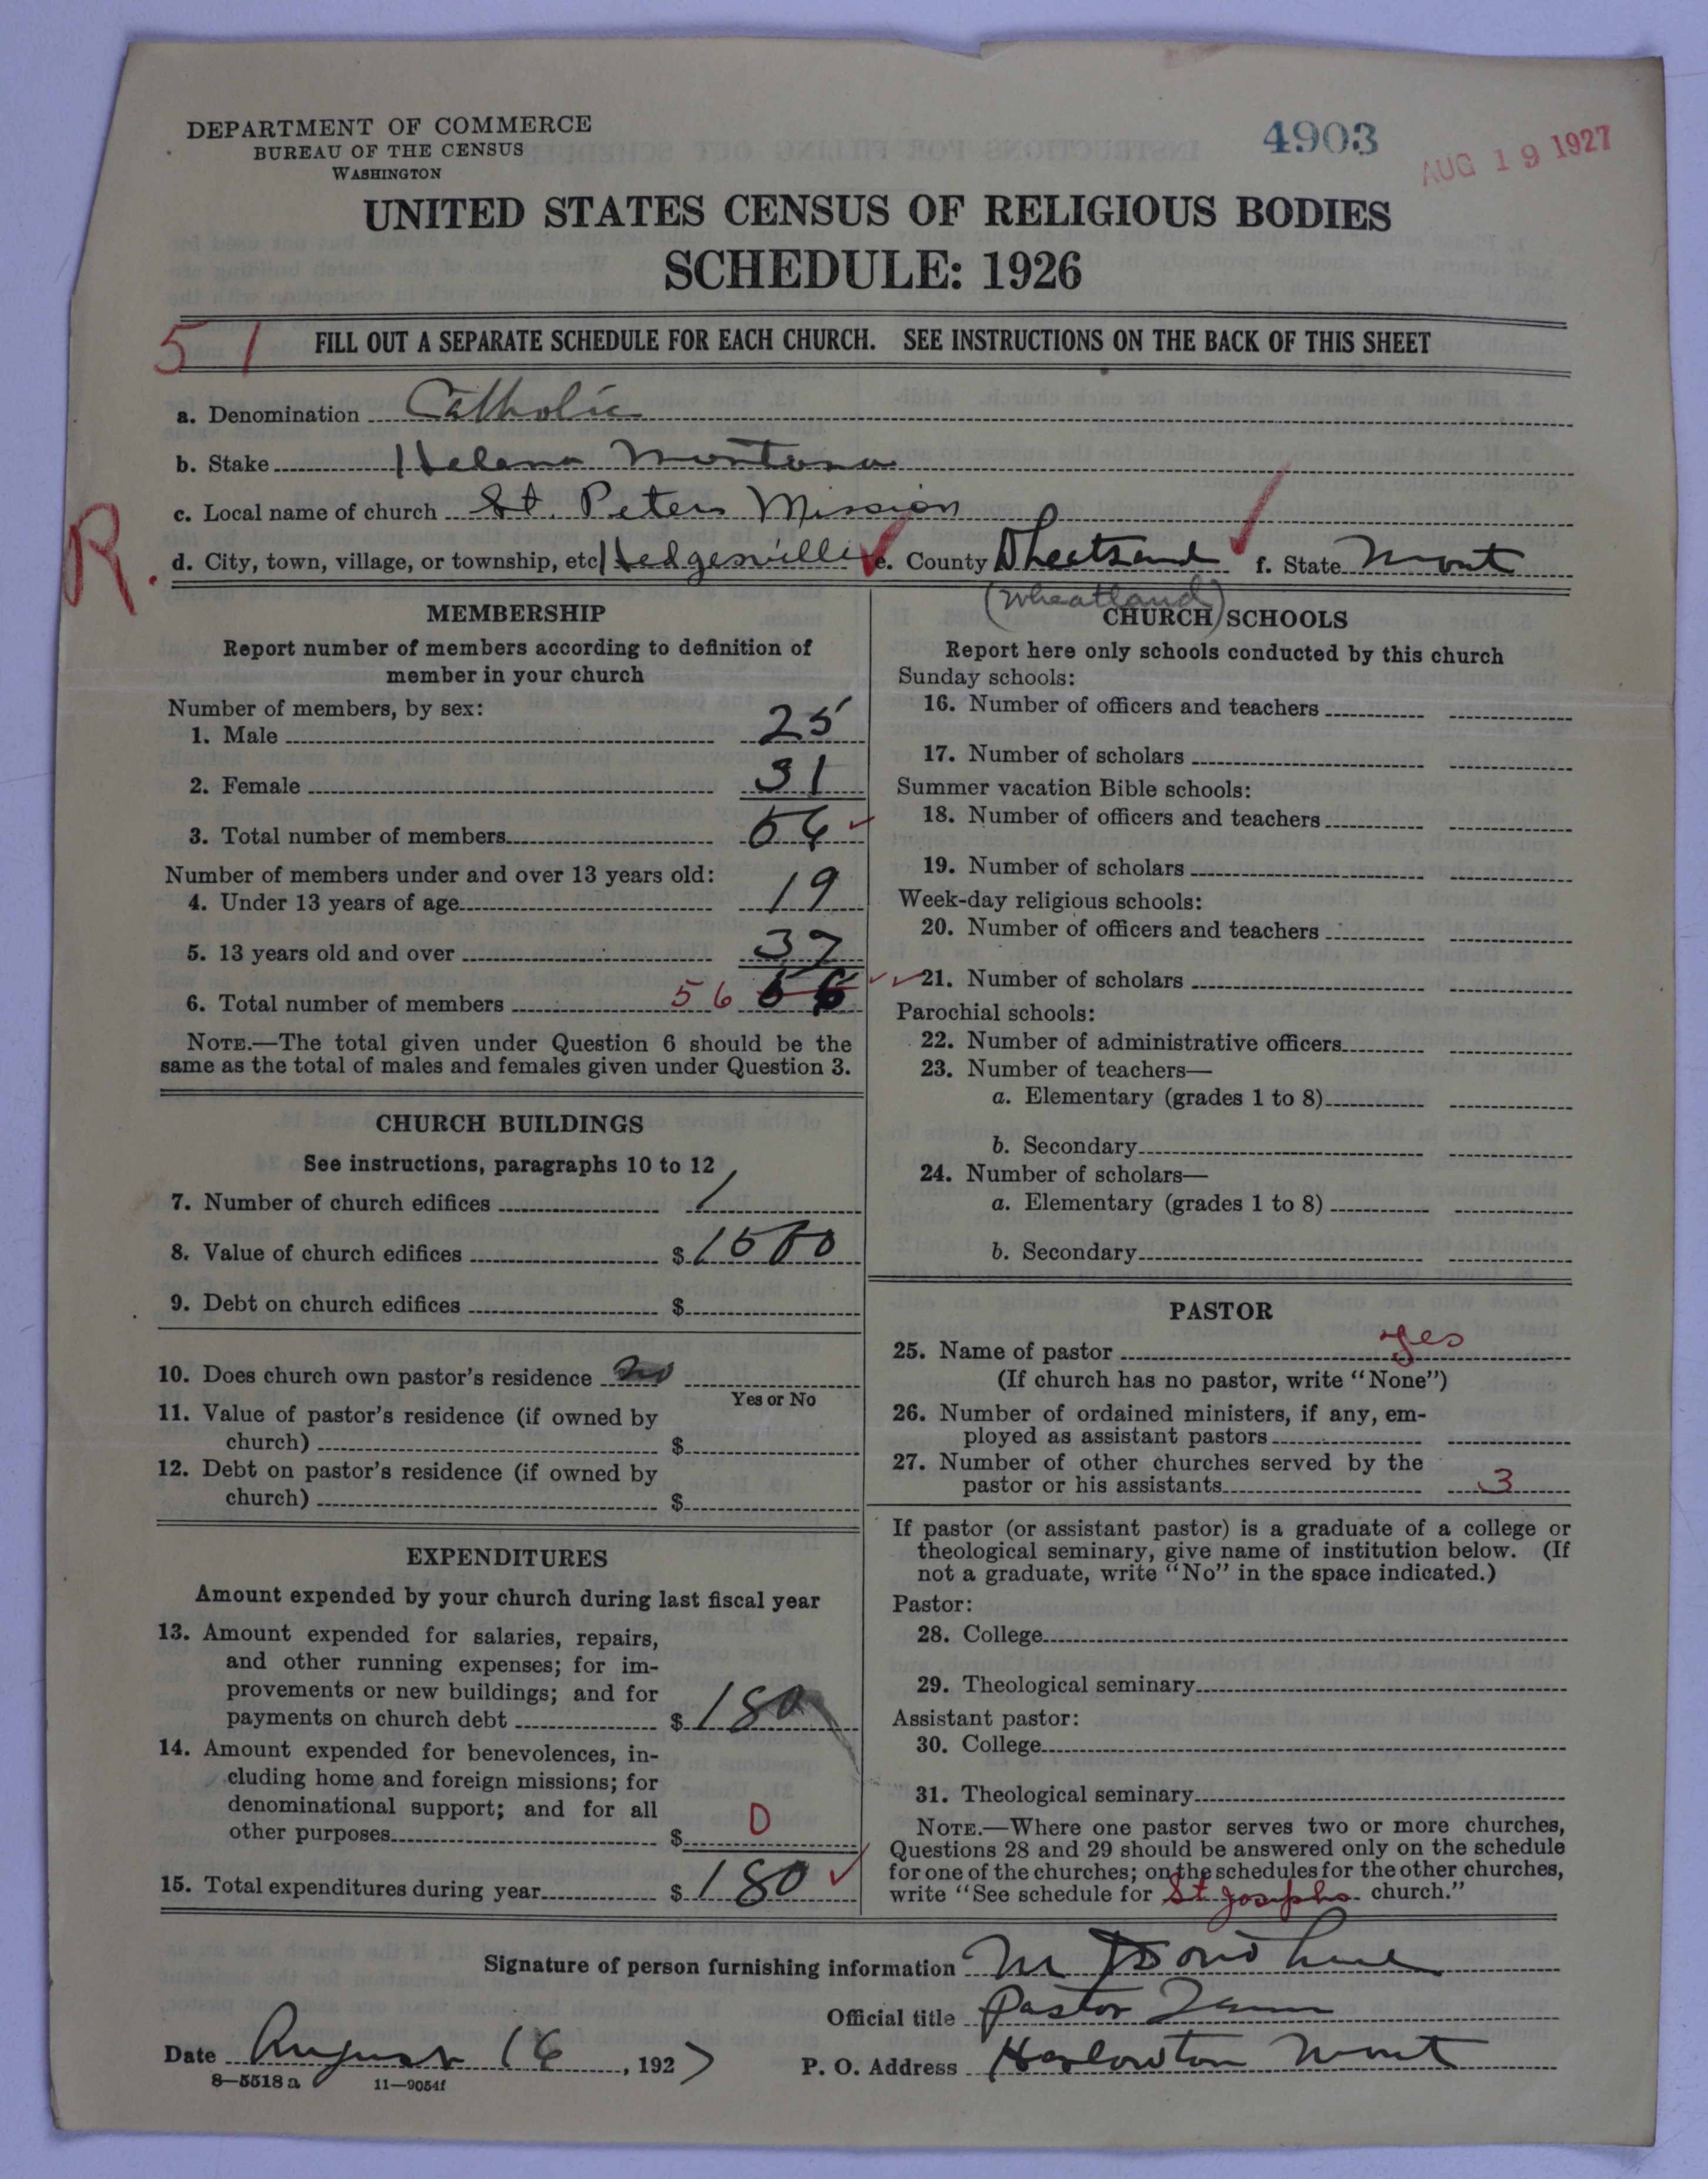 DEPARTMENT OF COMMERCE
BUREAU OF THE CENSUS
WASHINGTON
4903
AUG 19 1927
UNITED STATES CENSUS OF RELIGIOUS BODIES
SCHEDULE: 1926
51
FILL OUT A SEPARATE SCHEDULE FOR EACH CHURCH. SEE INSTRUCTIONS ON THE BACK OF THIS SHEET
a. Denomination Catholic
b. Stake Helena Montana
c. Local name of church St. Peters Mission
R.
d. City, town, village, or township, etc Hedgesville e. County Wheatland f. State Mont
(Wheatland)
MEMBERSHIP
Report number of members according to definition of
member in your church
Number of members, by sex:
1. Male 25
2. Female 31
3. Total number of members 56
Number of members under and over 13 years old:
4. Under 13 years of age 19
5. 13 years old and over 37
6. Total number of members 56 56
NOTE.—The total given under Question 6 should be the
same as the total of males and females given under Question 3.
CHURCH BUILDINGS
See instructions, paragraphs 10 to 12
7. Number of church edifices 1
8. Value of church edifices $ 1500
9. Debt on church edifices $
10. Does church own pastor's residence no
Yes or No
11. Value of pastor's residence (if owned by
church) $
12. Debt on pastor's residence (if owned by
church) $
EXPENDITURES
Amount expended by your church during last fiscal year
13. Amount expended for salaries, repairs,
and other running expenses; for im-
provements or new buildings; and for
payments on church debt $ 180
14. Amount expended for benevolences, in-
cluding home and foreign missions; for
denominational support; and for all
other purposes $ 0
15. Total expenditures during year $ 180
CHURCH SCHOOLS
Report here only schools conducted by this church
Sunday schools:
16. Number of officers and teachers
17. Number of scholars
Summer vacation Bible schools:
18. Number of officers and teachers
19. Number of scholars
Week-day religious schools:
20. Number of officers and teachers
21. Number of scholars
Parochial schools:
22. Number of administrative officers
23. Number of teachers—
a. Elementary (grades 1 to 8)
b. Secondary
24. Number of scholars—
a. Elementary (grades 1 to 8)
b. Secondary
PASTOR
25. Name of pastor yes
(If church has no pastor, write "None")
26. Number of ordained ministers, if any, em-
ployed as assistant pastors
27. Number of other churches served by the
pastor or his assistants 3
If pastor (or assistant pastor) is a graduate of a college or
theological seminary, give name of institution below. (If
not a graduate, write "No" in the space indicated.)
Pastor:
28. College
29. Theological seminary
Assistant pastor:
30. College
31. Theological seminary
NOTE.—Where one pastor serves two or more churches,
Questions 28 and 29 should be answered only on the schedule
for one of the churches; on the schedules for the other churches,
write "See schedule for St Josephs church."
Signature of person furnishing information M Donohue
Official title Pastor
Date August 16, 1927 P. O. Address Harlowton Mont
8—5518 a 11—9054f